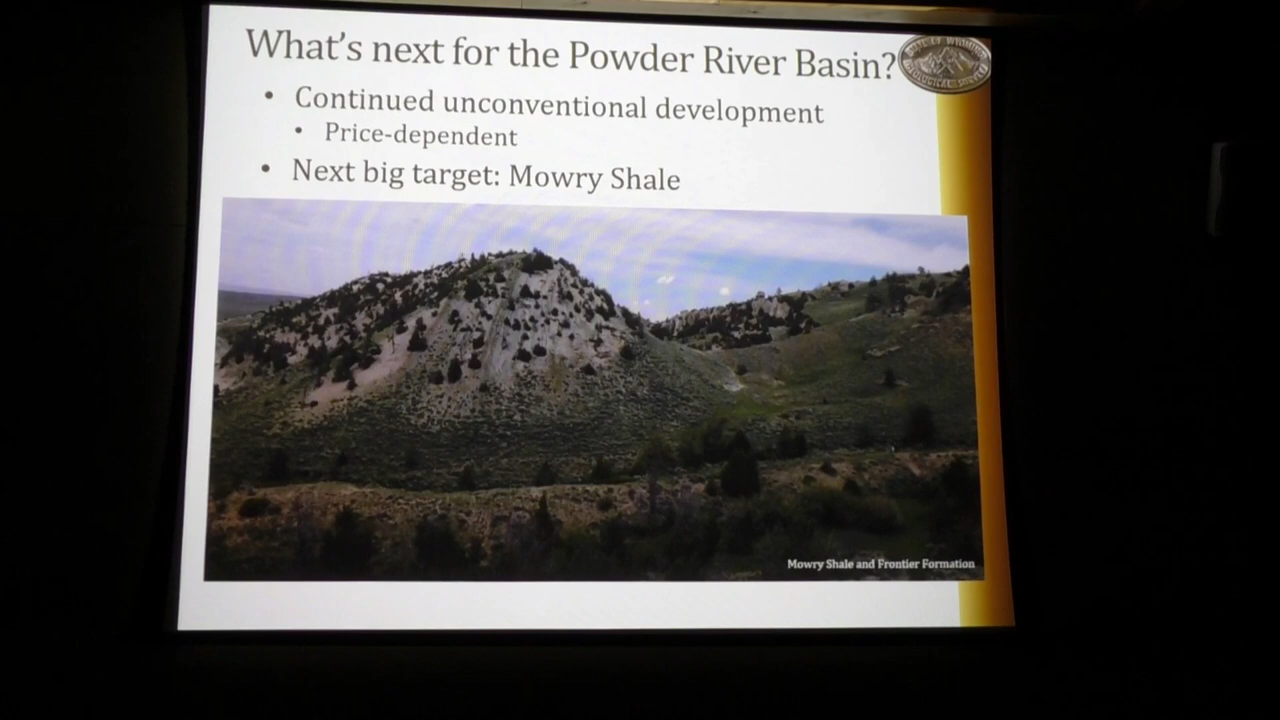 What's next for the Powder River Basin?
• Continued unconventional development
• Price-dependent
• Next big target: Mowry Shale
Mowry Shale and Frontier Formation